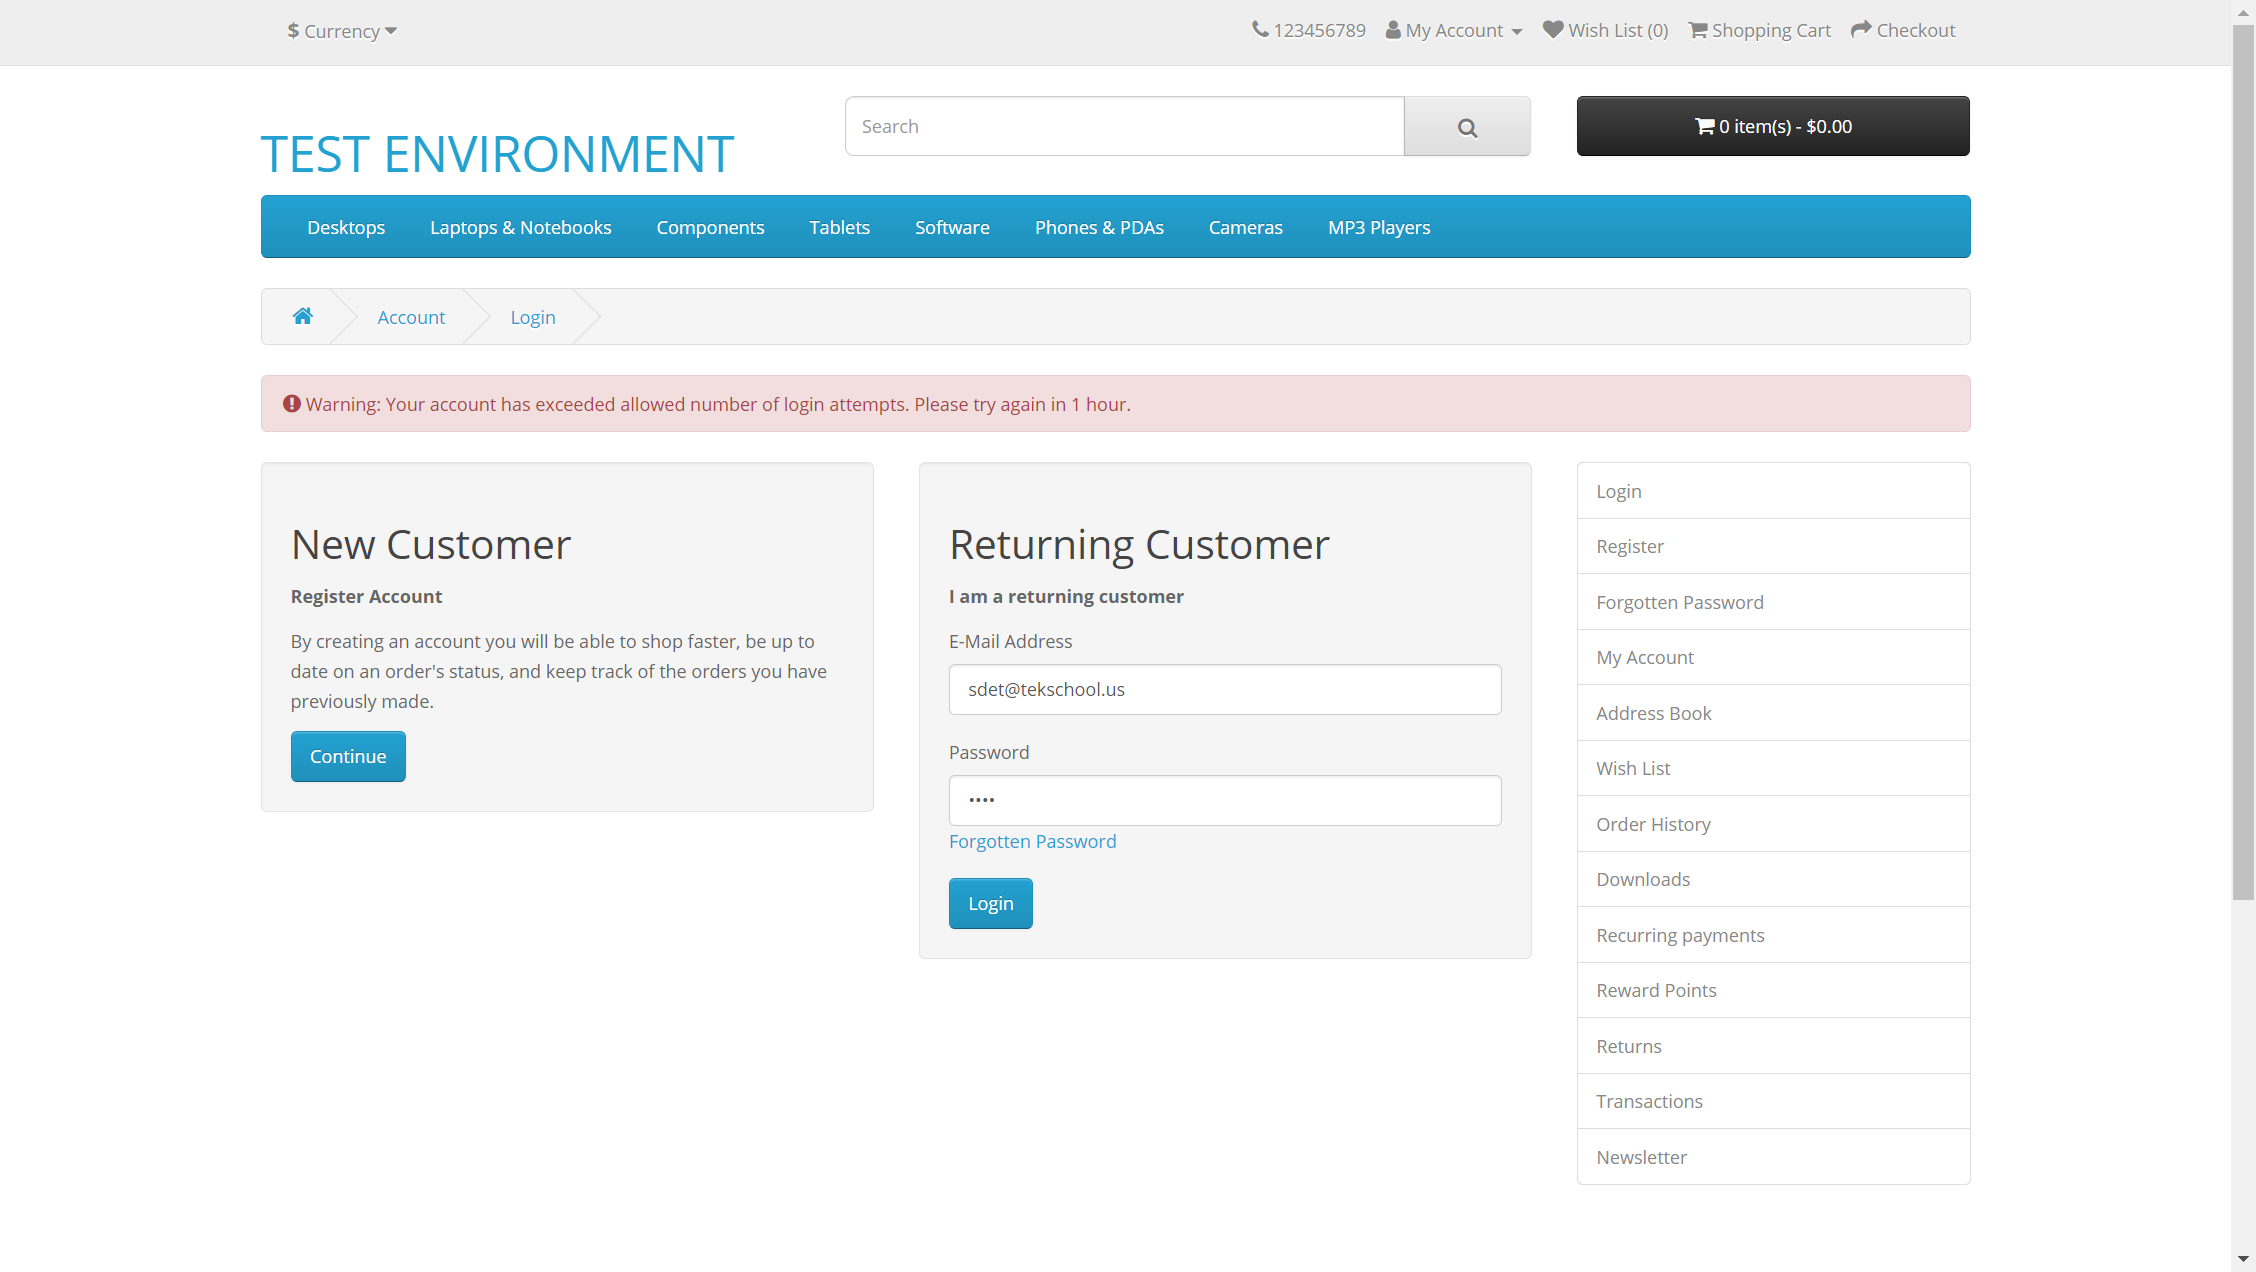 $ Currency
123456789 My Account Wish List (0) Shopping Cart Checkout
TEST ENVIRONMENT
Search
0 item(s) - $0.00
Desktops Laptops & Notebooks Components Tablets Software Phones & PDAs Cameras MP3 Players
Account Login
Warning: Your account has exceeded allowed number of login attempts. Please try again in 1 hour.
New Customer
Register Account
By creating an account you will be able to shop faster, be up to
date on an order's status, and keep track of the orders you have
previously made.
Continue
Returning Customer
I am a returning customer
E-Mail Address
sdet@tekschool.us
Password
••••
Forgotten Password
Login
Login
Register
Forgotten Password
My Account
Address Book
Wish List
Order History
Downloads
Recurring payments
Reward Points
Returns
Transactions
Newsletter